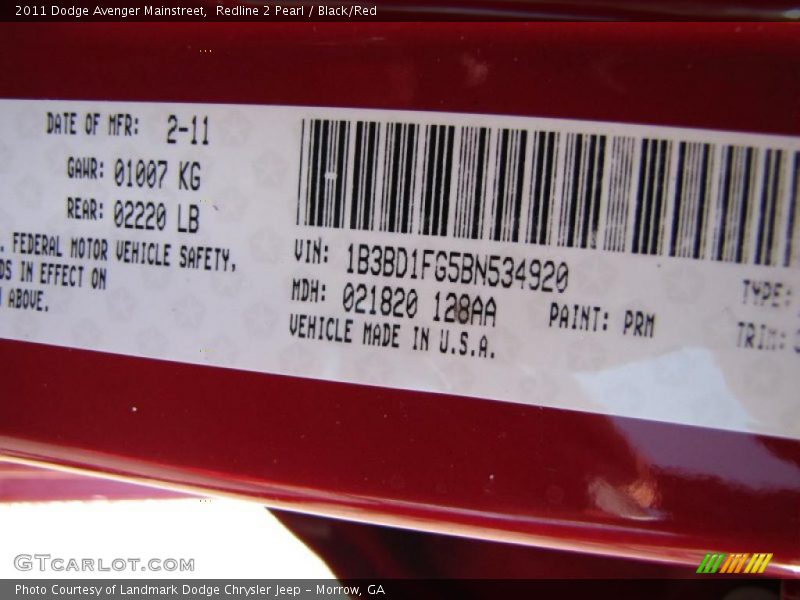 2011 Dodge Avenger Mainstreet, Redline 2 Pearl / Black/Red
DATE OF MFR: 2-11
GAWR: 01007 KG
REAR: 02220 LB
. FEDERAL MOTOR VEHICLE SAFETY,
DS IN EFFECT ON
ABOVE.
VIN: 1B3BD1FG5BN534920
MDH: 021820 128AA
VEHICLE MADE IN U.S.A.
PAINT: PRM
TYPE:
TRIM:
GTCARLOT.COM
Photo Courtesy of Landmark Dodge Chrysler Jeep - Morrow, GA